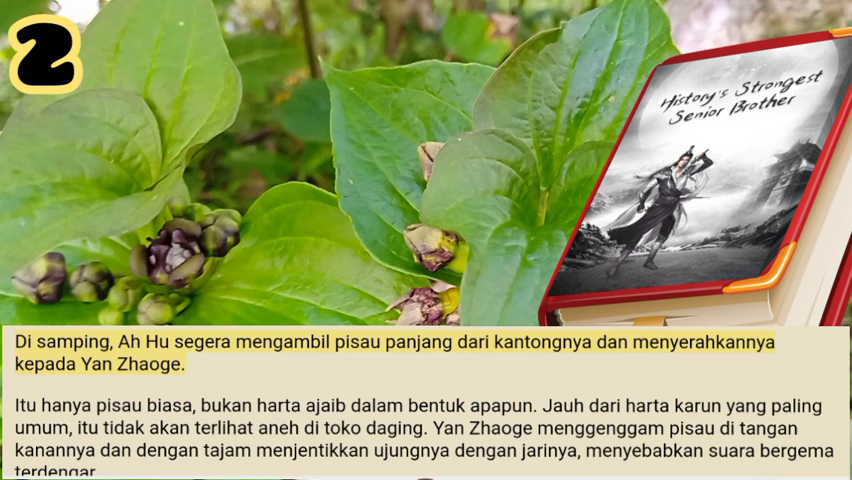 2
History's Strongest
Senior Brother
Di samping, Ah Hu segera mengambil pisau panjang dari kantongnya dan menyerahkannya
kepada Yan Zhaoge.
Itu hanya pisau biasa, bukan harta ajaib dalam bentuk apapun. Jauh dari harta karun yang paling
umum, itu tidak akan terlihat aneh di toko daging. Yan Zhaoge menggenggam pisau di tangan
kanannya dan dengan tajam menjentikkan ujungnya dengan jarinya, menyebabkan suara bergema
terdengar